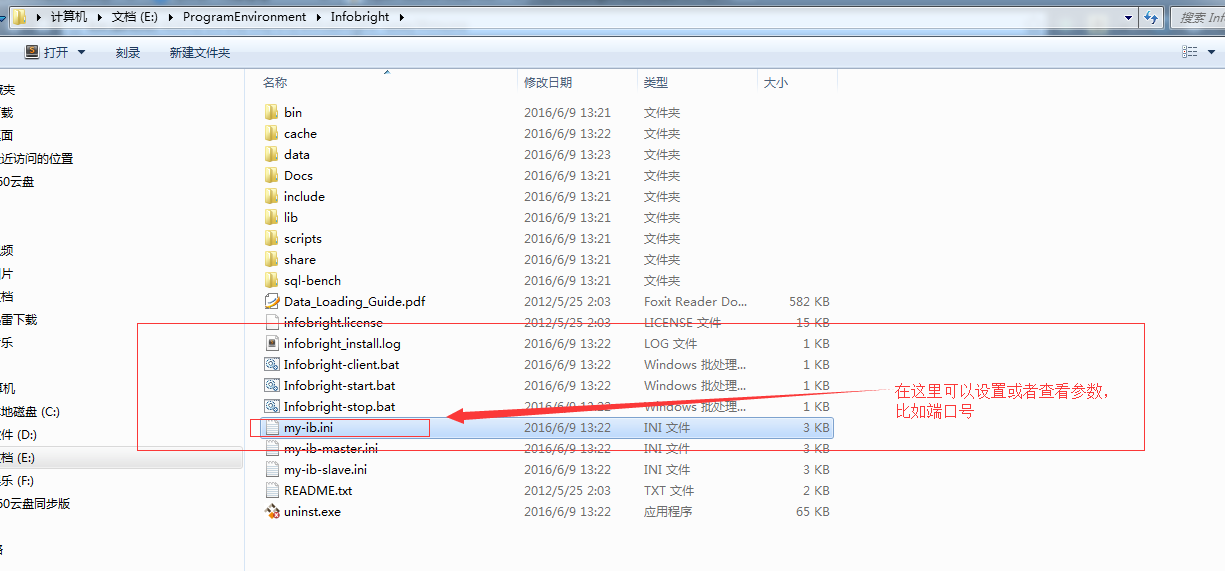 计算机 ▸ 文档 (E:) ▸ ProgramEnvironment ▸ Infobright ▸
搜索 Inf
打开 刻录 新建文件夹
名称 修改日期 类型 大小
bin 2016/6/9 13:21 文件夹
cache 2016/6/9 13:22 文件夹
data 2016/6/9 13:23 文件夹
Docs 2016/6/9 13:21 文件夹
include 2016/6/9 13:21 文件夹
lib 2016/6/9 13:21 文件夹
scripts 2016/6/9 13:21 文件夹
share 2016/6/9 13:21 文件夹
sql-bench 2016/6/9 13:21 文件夹
Data_Loading_Guide.pdf 2012/5/25 2:03 Foxit Reader Do... 582 KB
infobright.license 2012/5/25 2:03 LICENSE 文件 15 KB
infobright_install.log 2016/6/9 13:22 LOG 文件 1 KB
Infobright-client.bat 2016/6/9 13:22 Windows 批处理... 1 KB
Infobright-start.bat 2016/6/9 13:22 Windows 批处理... 1 KB
Infobright-stop.bat 2016/6/9 13:22 Windows 批处理... 1 KB
my-ib.ini 2016/6/9 13:22 INI 文件 3 KB
my-ib-master.ini 2016/6/9 13:22 INI 文件 3 KB
my-ib-slave.ini 2016/6/9 13:22 INI 文件 3 KB
README.txt 2012/5/25 2:03 TXT 文件 2 KB
uninst.exe 2016/6/9 13:22 应用程序 65 KB
在这里可以设置或者查看参数，
比如端口号
藏夹
下载
桌面
近访问的位置
60云盘
视频
图片
文档
迅雷下载
音乐
算机
本地磁盘 (C:)
软件 (D:)
文档 (E:)
娱乐 (F:)
60云盘同步版
络